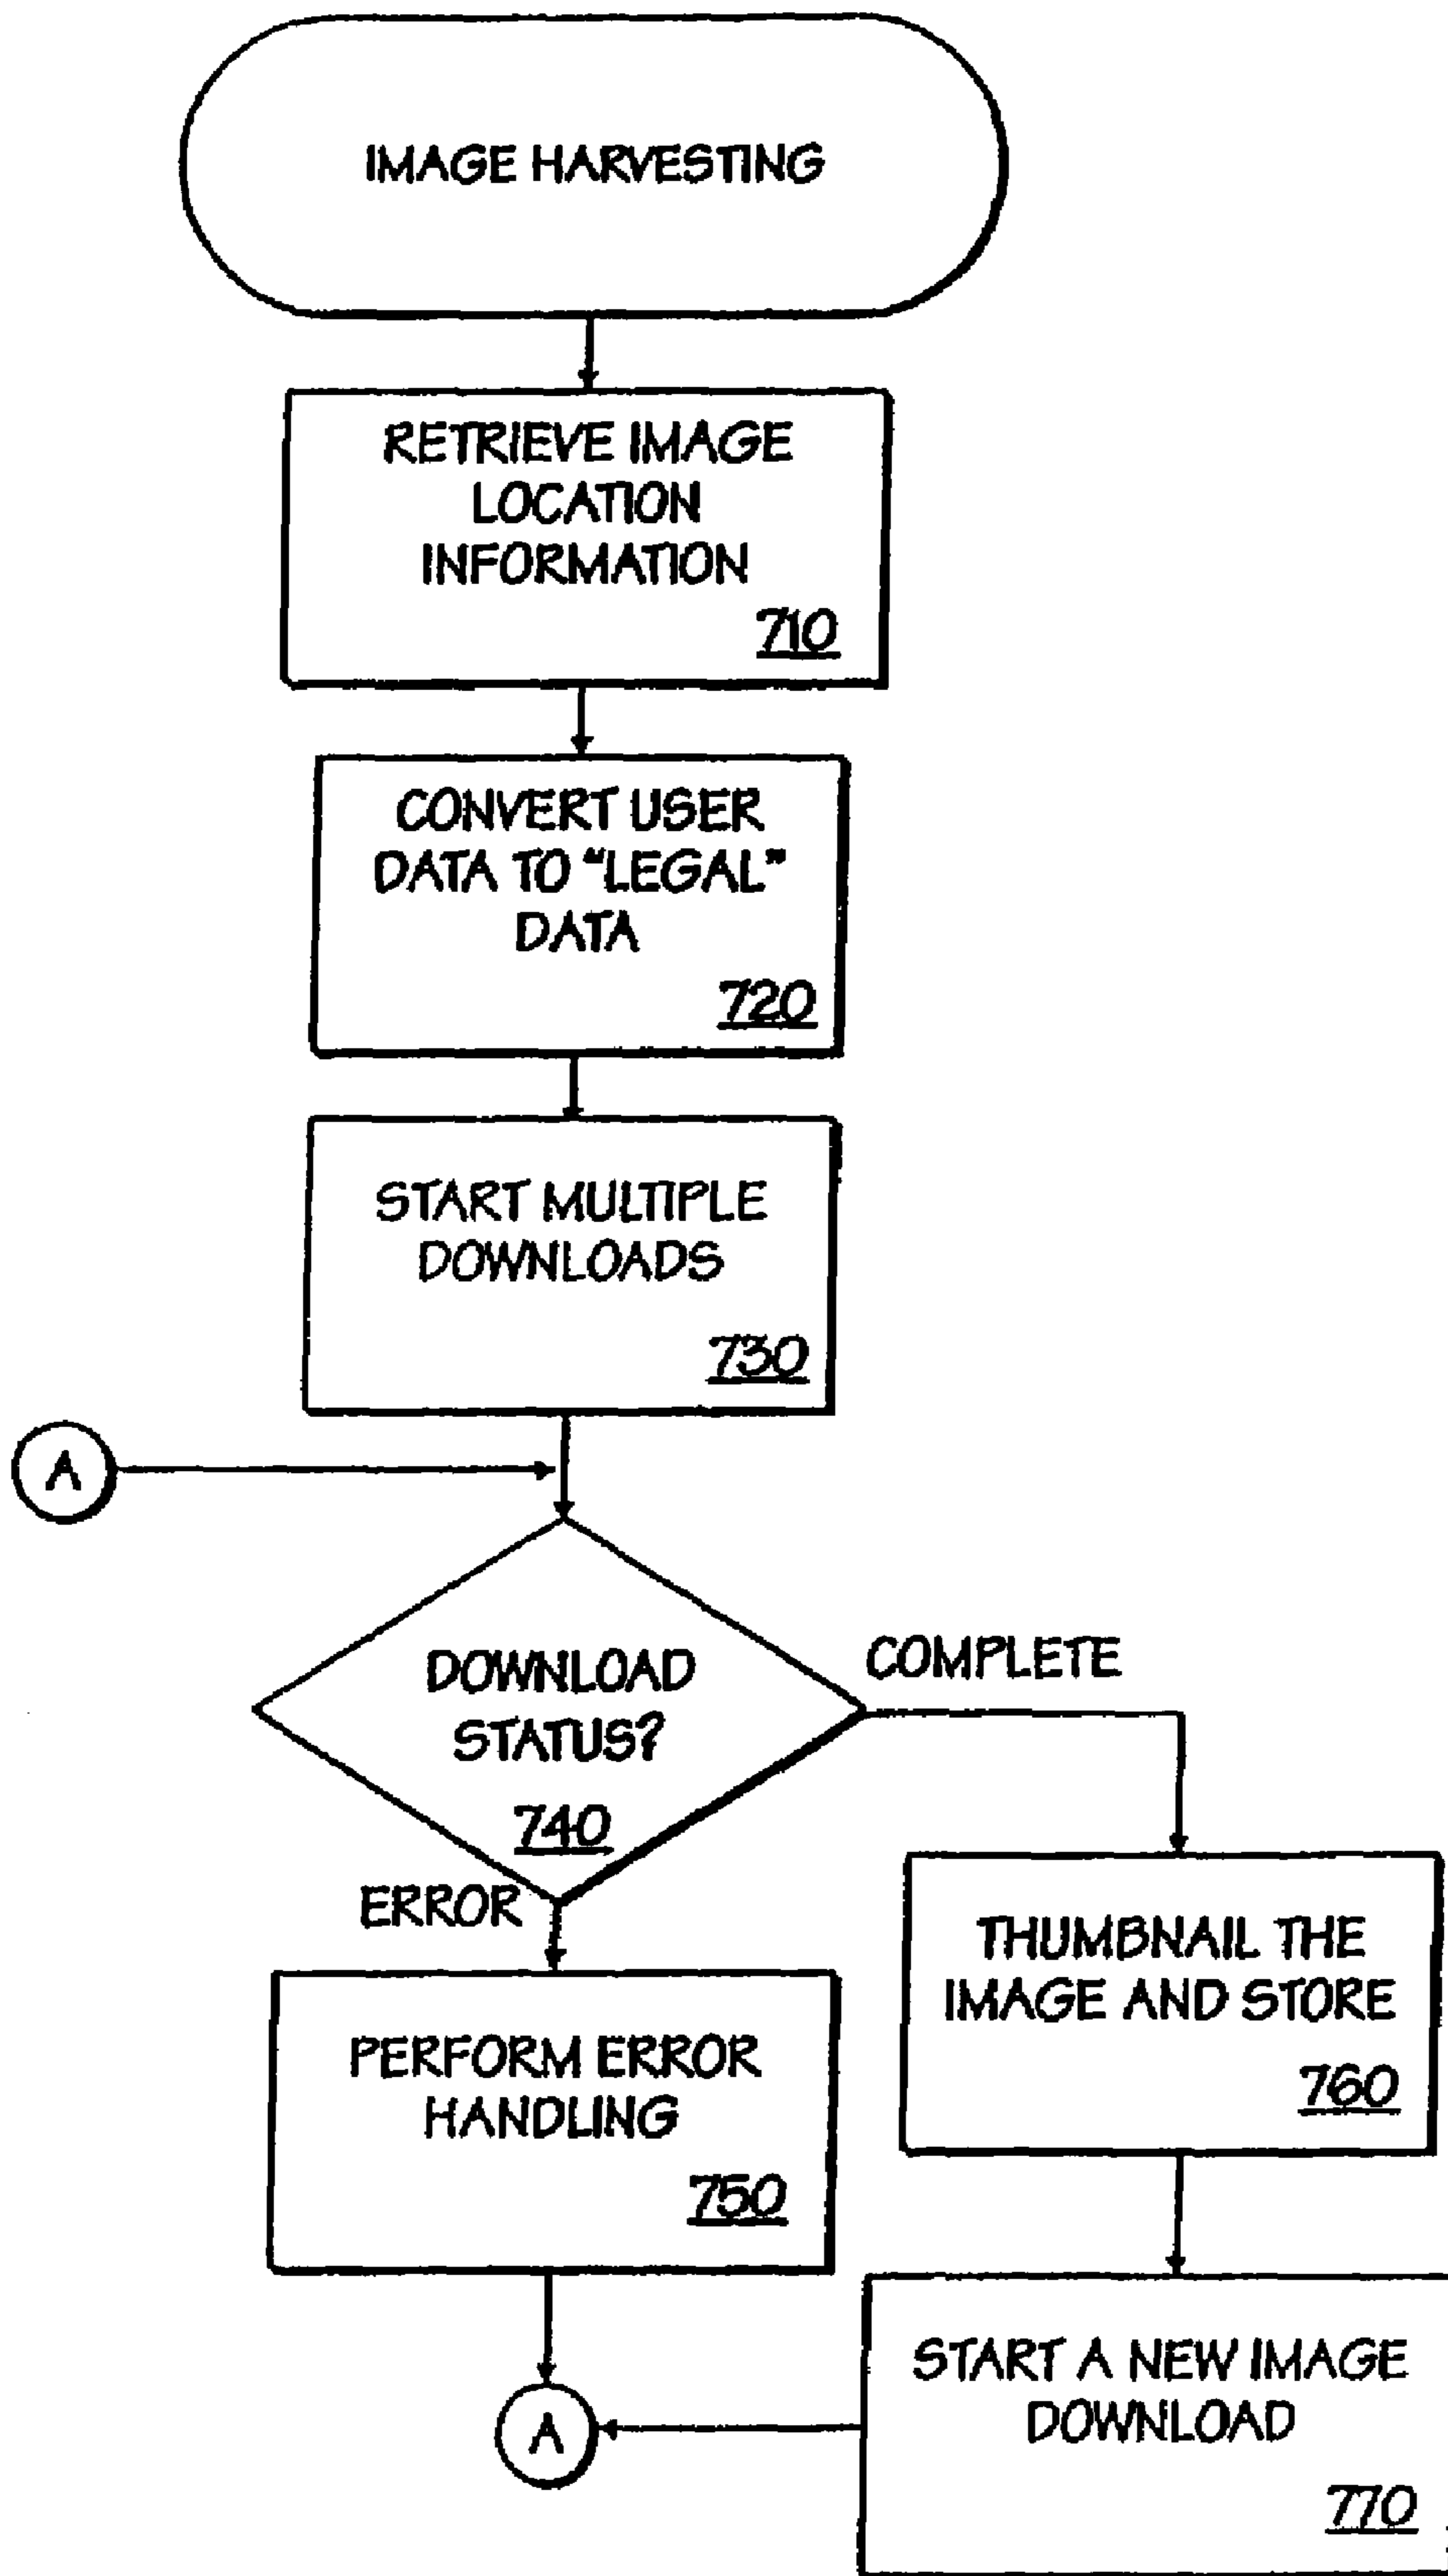 IMAGE HARVESTING
RETRIEVE IMAGE
LOCATION
INFORMATION
710
CONVERT USER
DATA TO “LEGAL”
DATA
720
START MULTIPLE
DOWNLOADS
730
A
DOWNLOAD
STATUS?
740
COMPLETE
ERROR
PERFORM ERROR
HANDLING
750
THUMBNAIL THE
IMAGE AND STORE
760
START A NEW IMAGE
DOWNLOAD
770
A